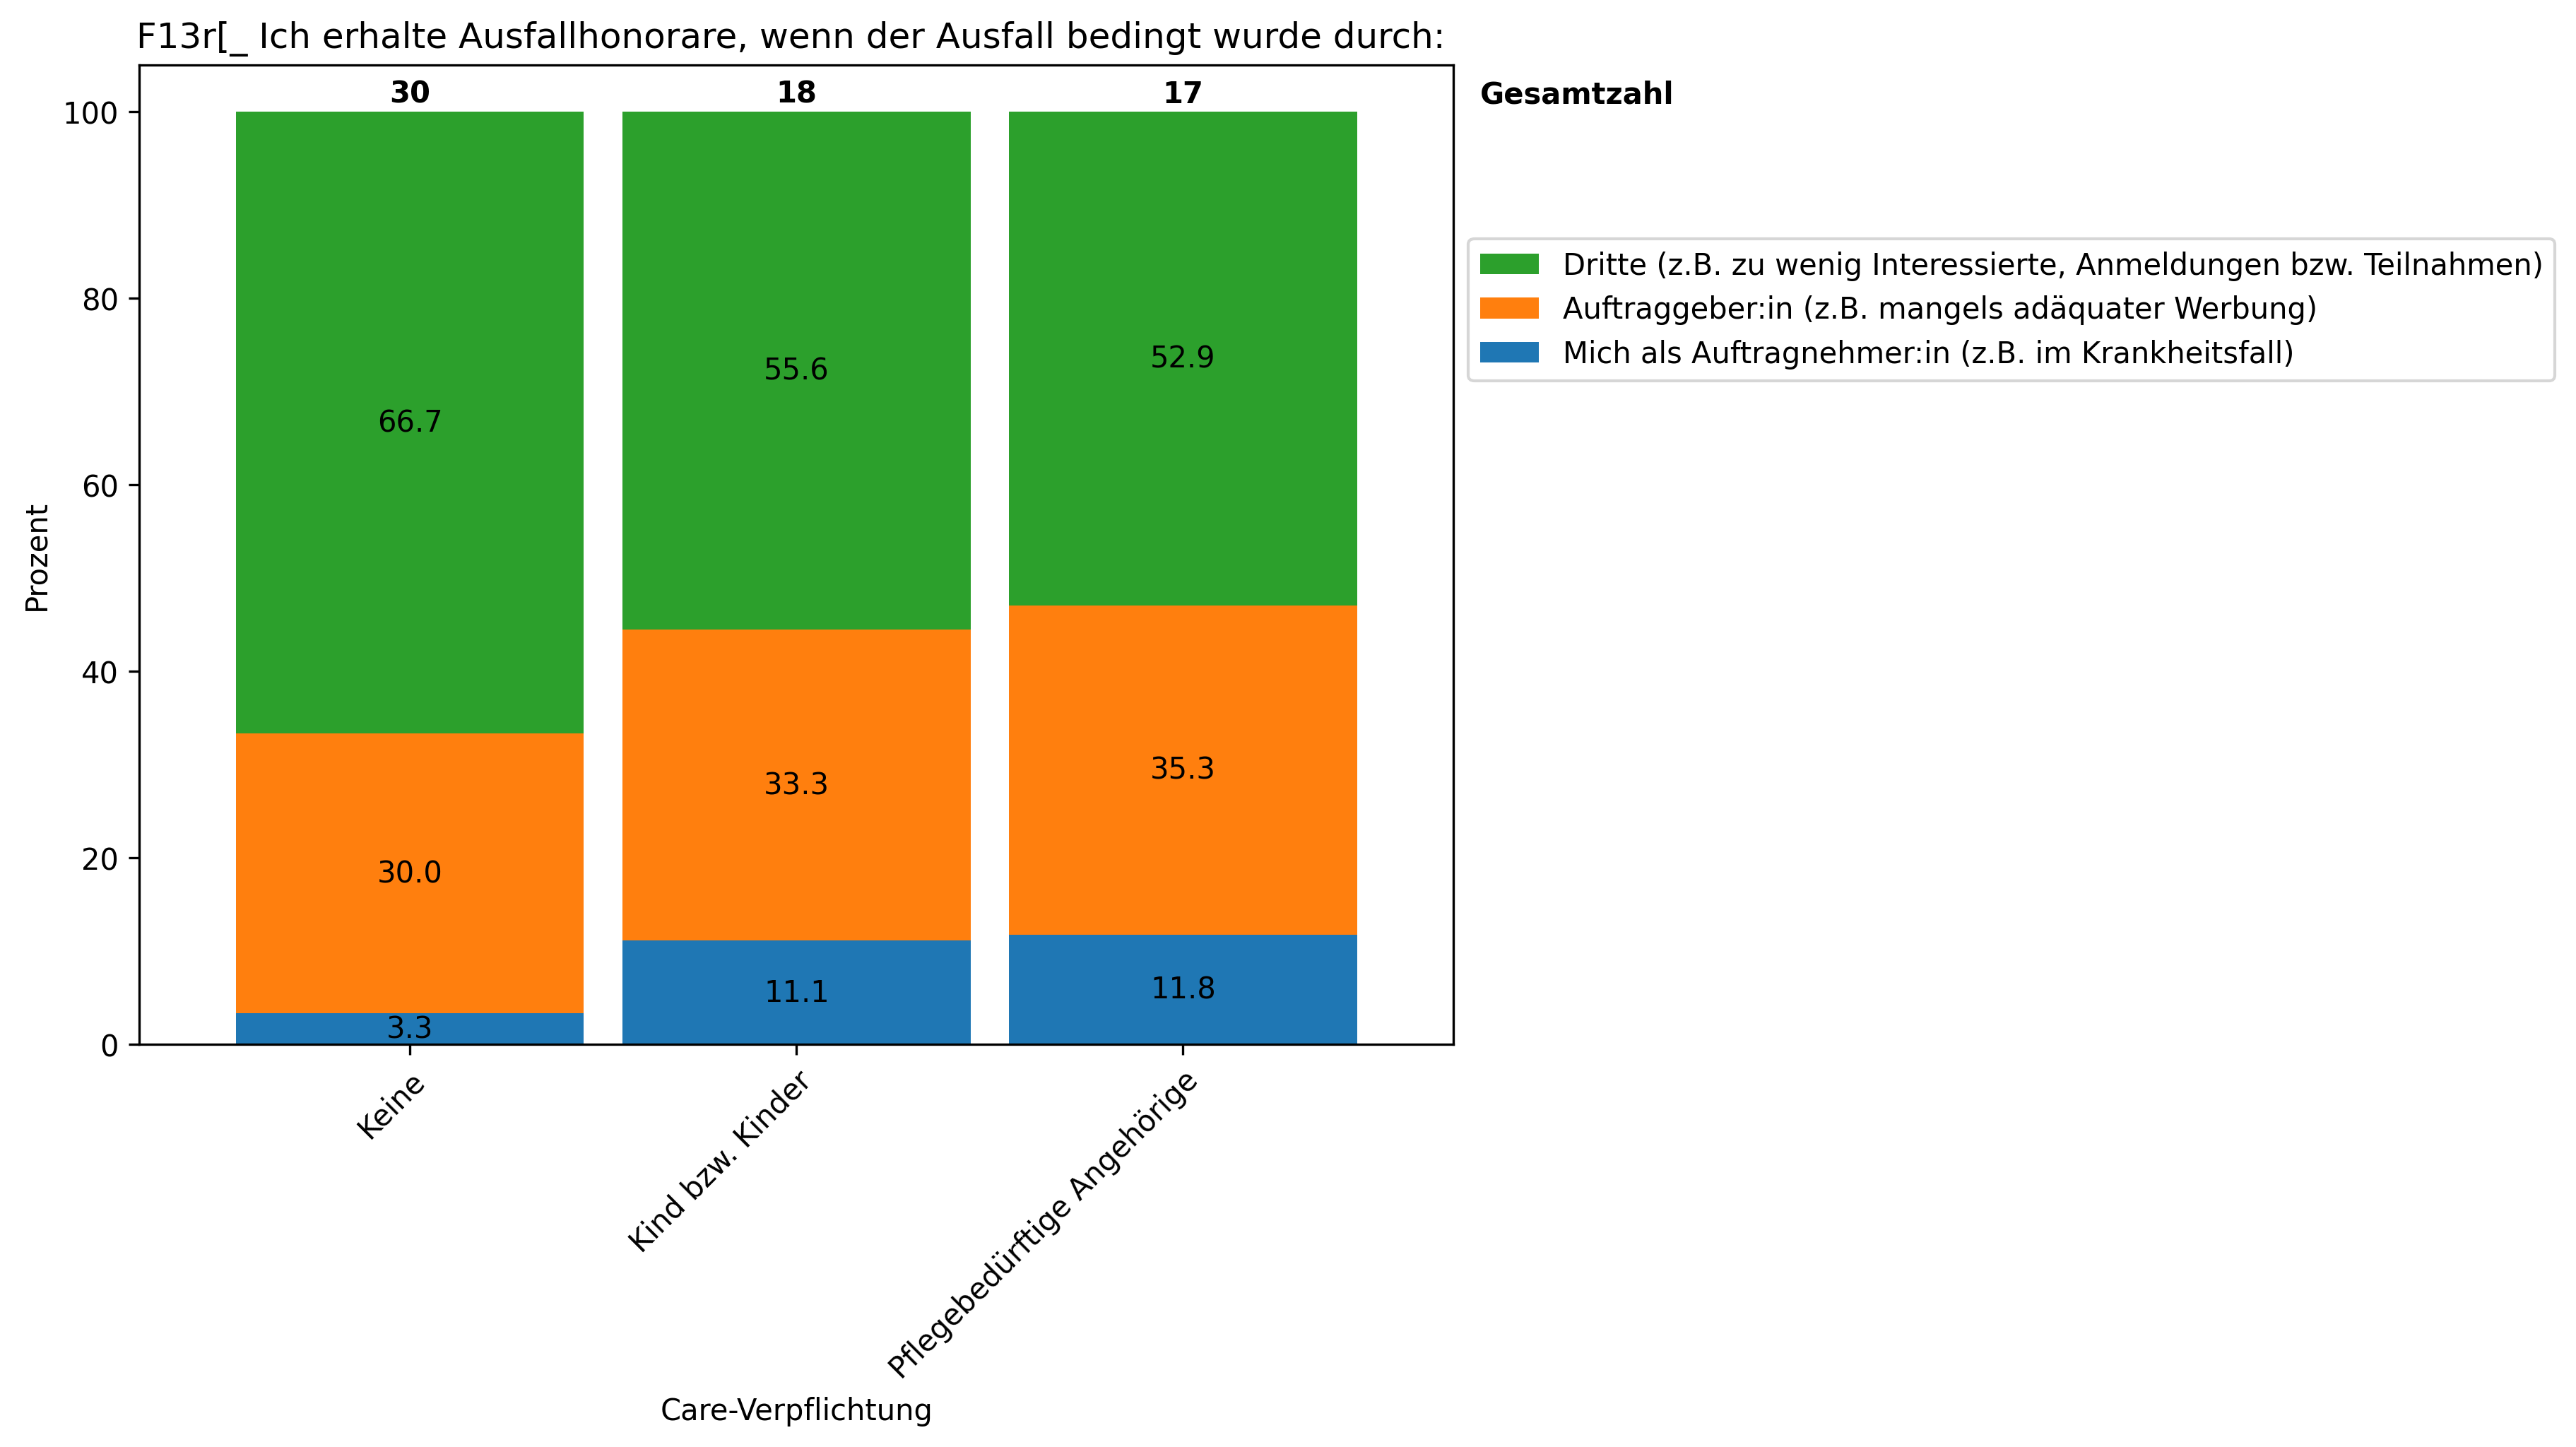 F13r[_ Ich erhalte Ausfallhonorare, wenn der Ausfall bedingt wurde durch:
30 18 17 Gesamtzahl
100
80
60
40
20
0
Prozent
66.7 55.6 52.9
30.0 33.3 35.3
3.3 11.1 11.8
Dritte (z.B. zu wenig Interessierte, Anmeldungen bzw. Teilnahmen)
Auftraggeber:in (z.B. mangels adäquater Werbung)
Mich als Auftragnehmer:in (z.B. im Krankheitsfall)
Keine
Kind bzw. Kinder
Pflegebedürftige Angehörige
Care-Verpflichtung